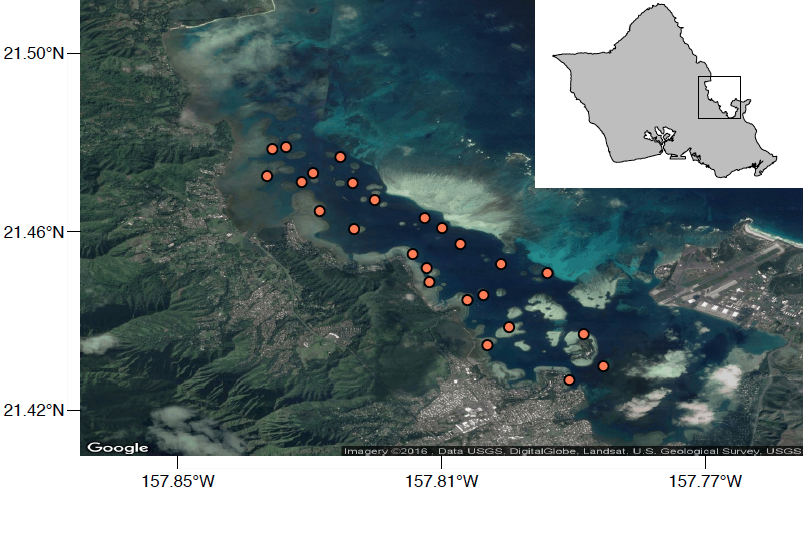 21.50°N
21.46°N
21.42°N
Google
Imagery ©2016 , Data USGS, DigitalGlobe, Landsat, U.S. Geological Survey, USGS
157.85°W
157.81°W
157.77°W